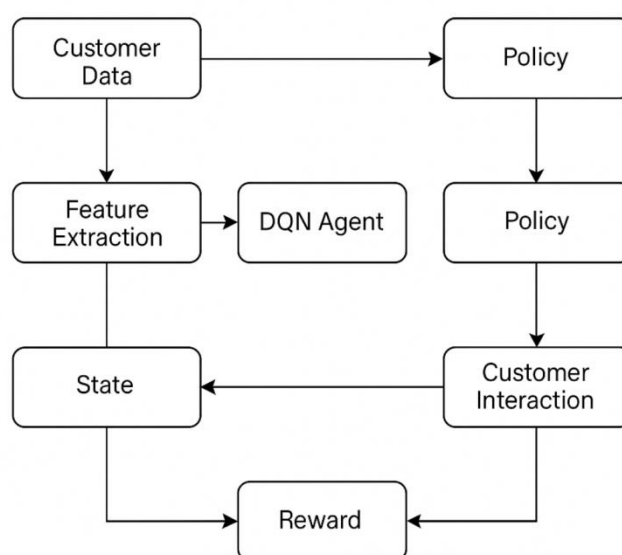 Customer
Data
Policy
Feature
Extraction
DQN Agent
Policy
State
Customer
Interaction
Reward